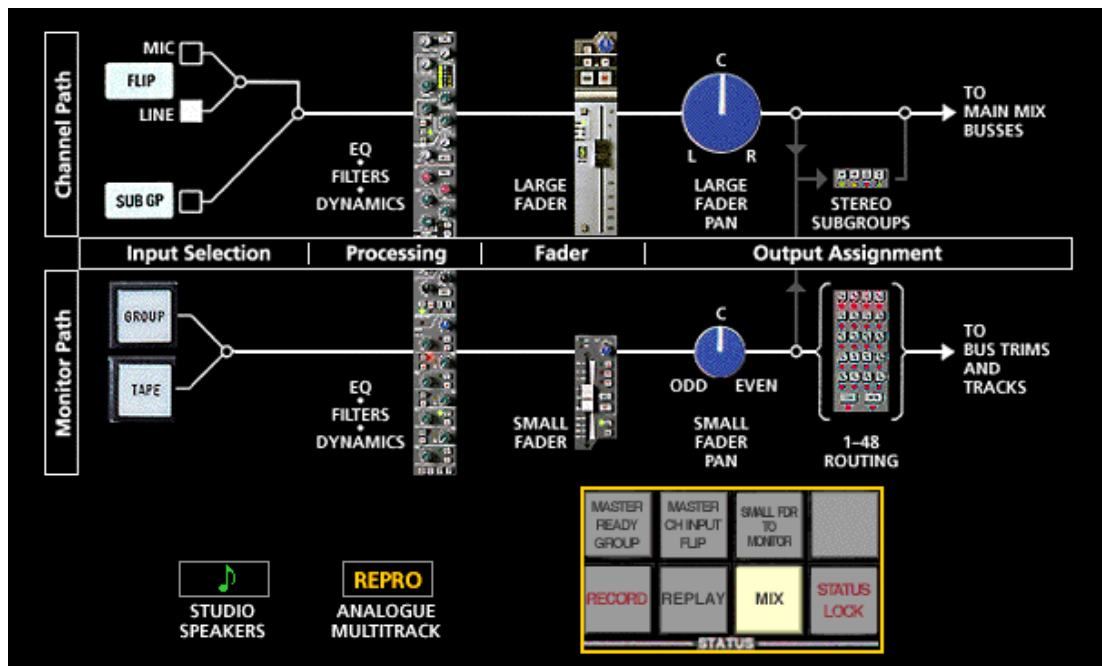 Channel Path
MIC
FLIP
LINE
SUB GP
EQ
•
FILTERS
•
DYNAMICS
LARGE
FADER
C
L
R
LARGE
FADER
PAN
TO
MAIN MIX
BUSSES
STEREO
SUBGROUPS
Input Selection
Processing
Fader
Output Assignment
Monitor Path
GROUP
TAPE
EQ
•
FILTERS
•
DYNAMICS
SMALL
FADER
C
ODD
EVEN
SMALL
FADER
PAN
1–48
ROUTING
TO
BUS TRIMS
AND
TRACKS
STUDIO
SPEAKERS
REPRO
ANALOGUE
MULTITRACK
MASTER
READY
GROUP
MASTER
CH INPUT
FLIP
SMALL FDR
TO
MONITOR
RECORD
REPLAY
MIX
STATUS
LOCK
STATUS